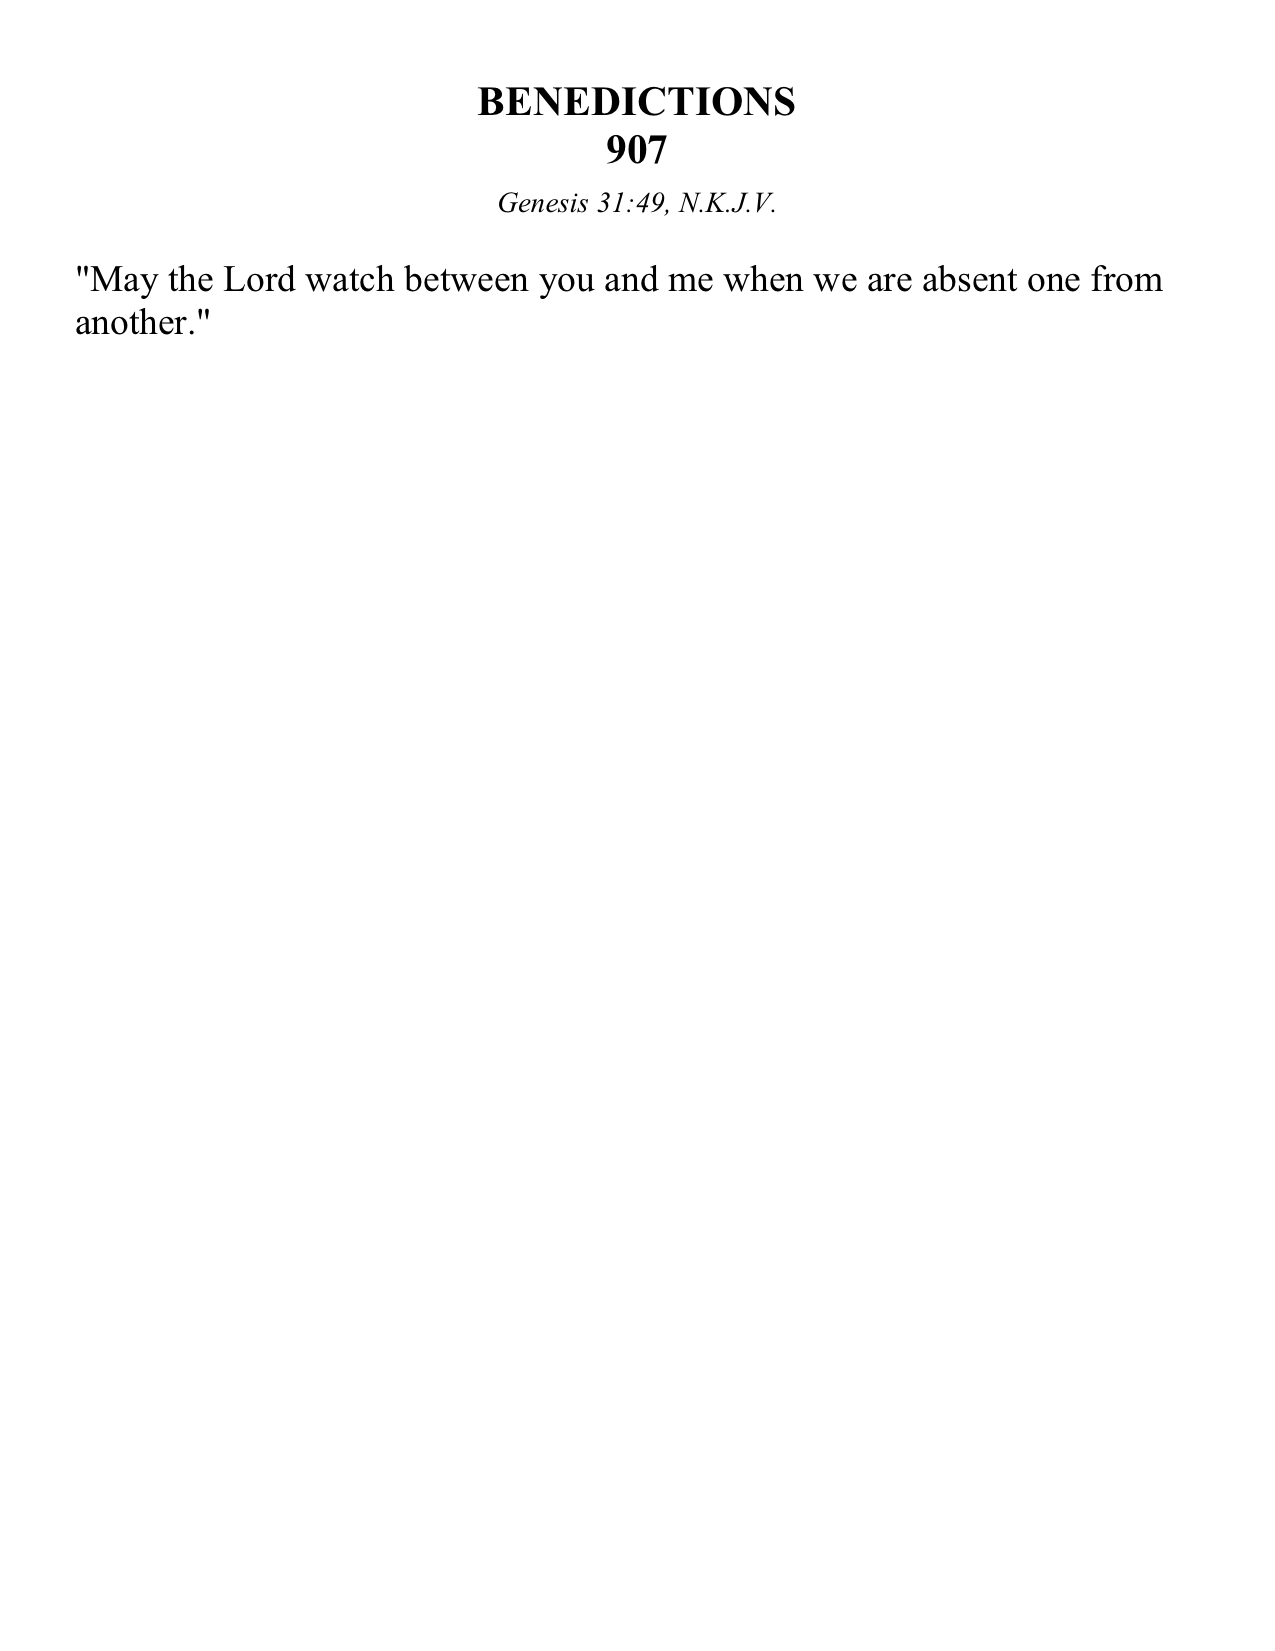 BENEDICTIONS
907
Genesis 31:49, N.K.J.V.
"May the Lord watch between you and me when we are absent one from
another."